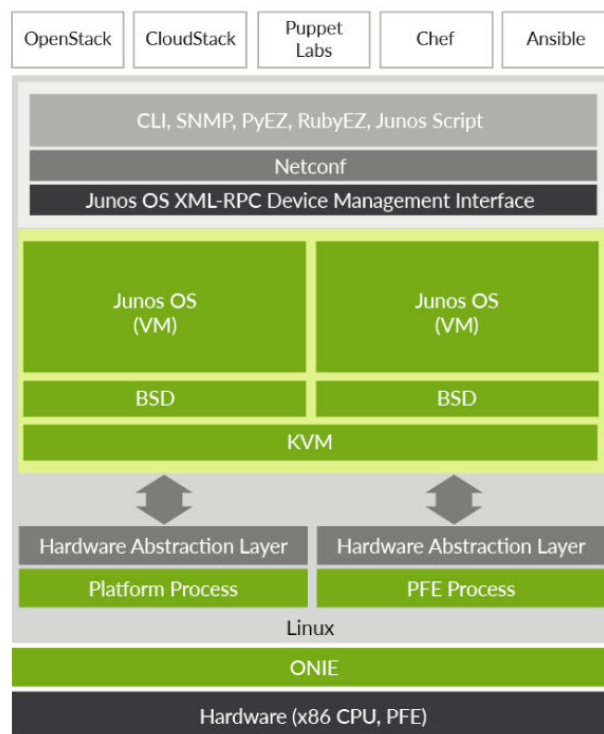 OpenStack
CloudStack
Puppet
Labs
Chef
Ansible
CLI, SNMP, PyEZ, RubyEZ, Junos Script
Netconf
Junos OS XML-RPC Device Management Interface
Junos OS
(VM)
Junos OS
(VM)
BSD
BSD
KVM
Hardware Abstraction Layer
Hardware Abstraction Layer
Platform Process
PFE Process
Linux
ONIE
Hardware (x86 CPU, PFE)